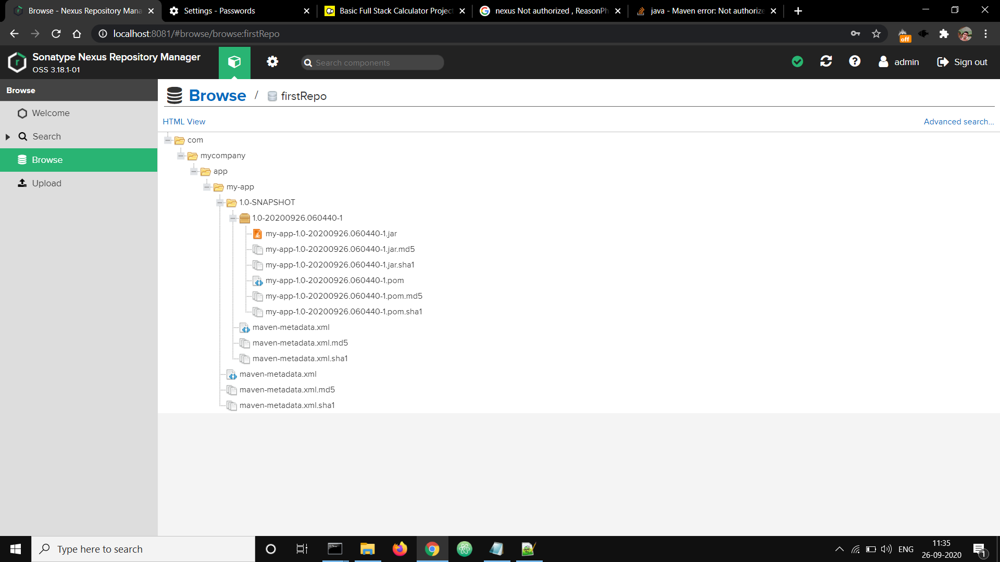 Browse - Nexus Repository Mana
Settings - Passwords
Basic Full Stack Calculator Project
nexus Not authorized , ReasonPh
java - Maven error: Not authorize
localhost:8081/#browse/browse:firstRepo
off
Sonatype Nexus Repository Manager
OSS 3.18.1-01
Search components
admin
Sign out
Browse
Welcome
Search
Browse
Upload
Browse / firstRepo
HTML View
Advanced search...
com
mycompany
app
my-app
1.0-SNAPSHOT
1.0-20200926.060440-1
my-app-1.0-20200926.060440-1.jar
my-app-1.0-20200926.060440-1.jar.md5
my-app-1.0-20200926.060440-1.jar.sha1
my-app-1.0-20200926.060440-1.pom
my-app-1.0-20200926.060440-1.pom.md5
my-app-1.0-20200926.060440-1.pom.sha1
maven-metadata.xml
maven-metadata.xml.md5
maven-metadata.xml.sha1
maven-metadata.xml
maven-metadata.xml.md5
maven-metadata.xml.sha1
Type here to search
ENG
11:35
26-09-2020
1